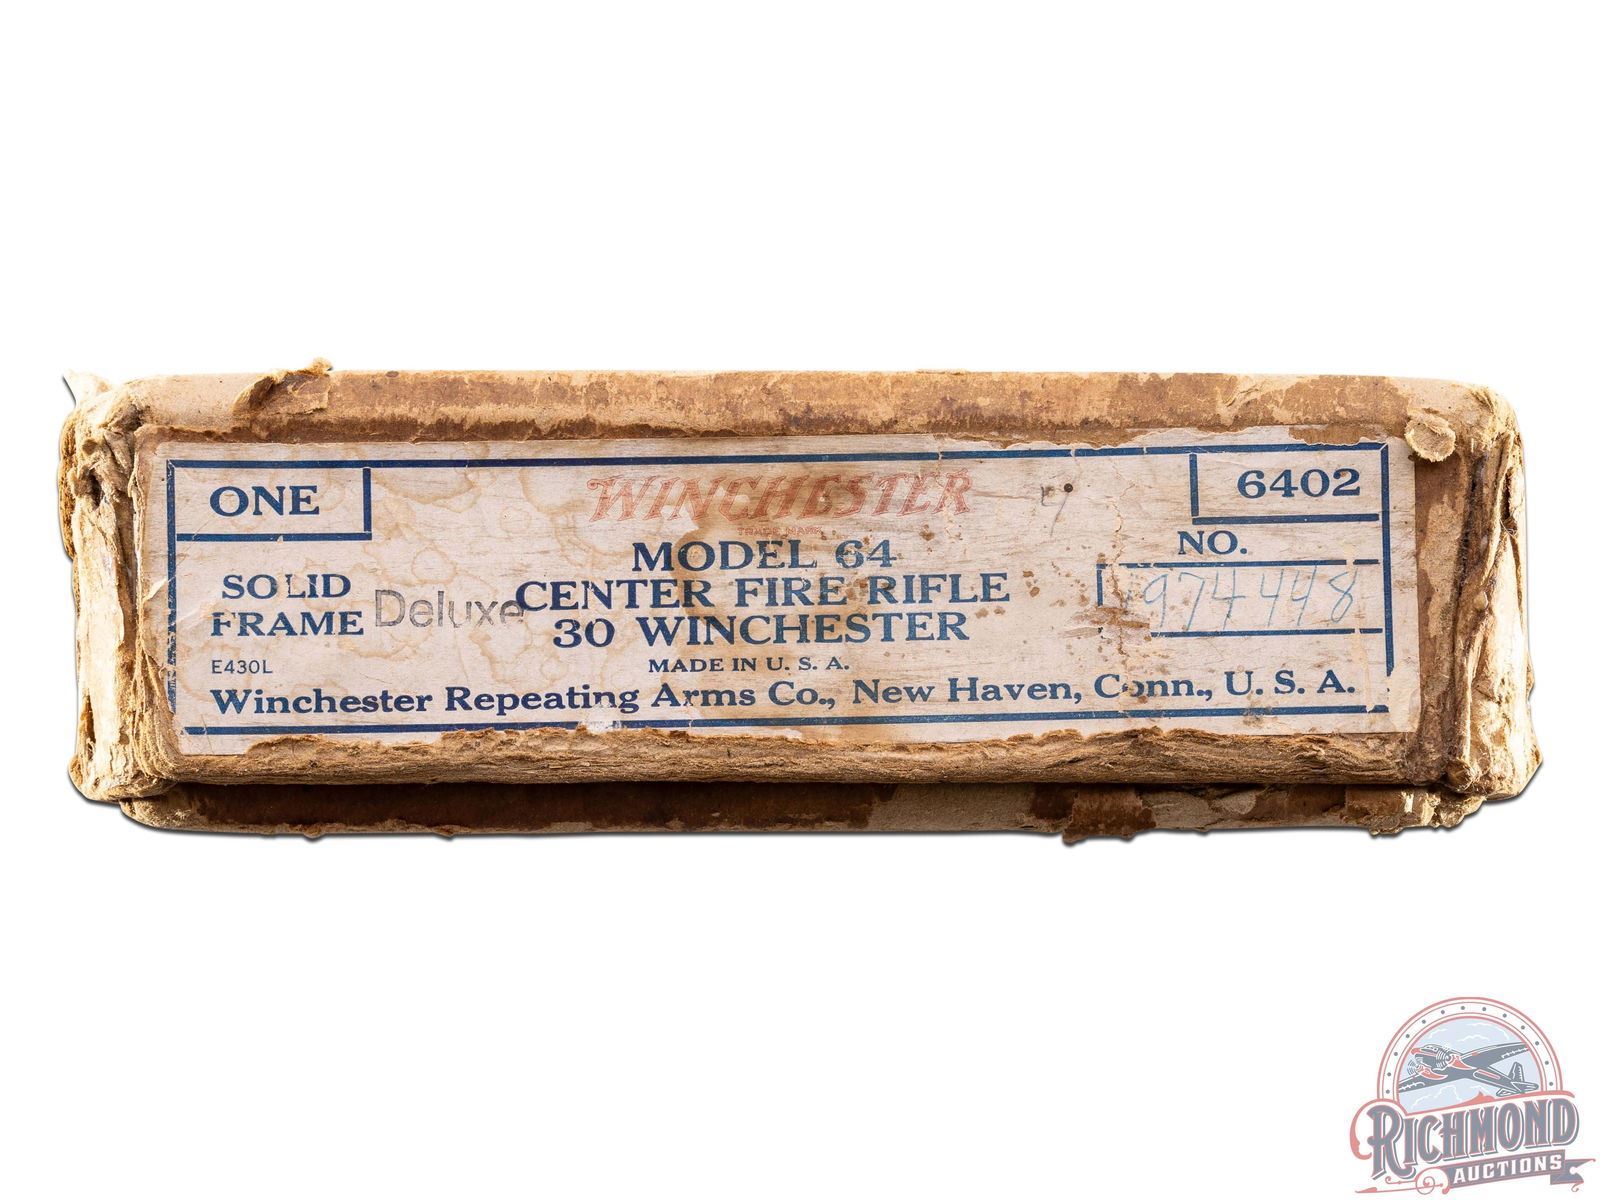 ONE
WINCHESTER
TRADE MARK
6402
MODEL 64
NO.
SOLID
FRAME
Deluxe
CENTER FIRE RIFLE
30 WINCHESTER
974448
E430L
MADE IN U. S. A.
Winchester Repeating Arms Co., New Haven, Conn., U. S. A.
RICHMOND
AUCTIONS